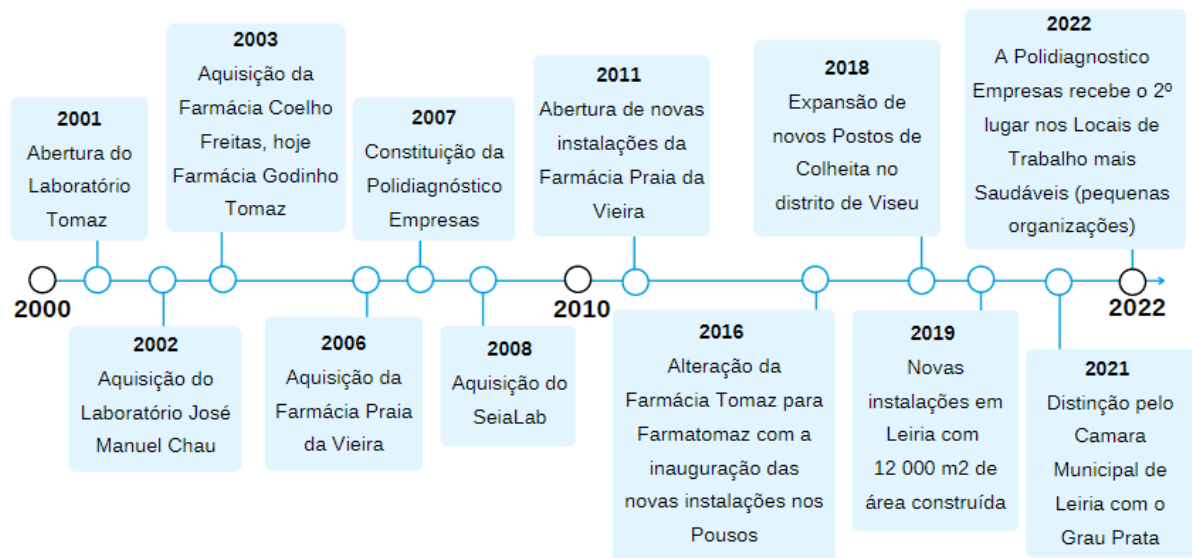 2001
Abertura do
Laboratório
Tomaz
2003
Aquisição da
Farmácia Coelho
Freitas, hoje
Farmácia Godinho
Tomaz
2007
Constituição da
Polidiagnóstico
Empresas
2011
Abertura de novas
instalações da
Farmácia Praia da
Vieira
2018
Expansão de
novos Postos de
Colheita no
distrito de Viseu
2022
A Polidiagnostico
Empresas recebe o 2º
lugar nos Locais de
Trabalho mais
Saudáveis (pequenas
organizações)
2000
2010
2022
2002
Aquisição do
Laboratório José
Manuel Chau
2006
Aquisição da
Farmácia Praia
da Vieira
2008
Aquisição do
SeiaLab
2016
Alteração da
Farmácia Tomaz para
Farmatomaz com a
inauguração das
novas instalações nos
Pousos
2019
Novas
instalações em
Leiria com
12 000 m2 de
área construída
2021
Distinção pelo
Camara
Municipal de
Leiria com o
Grau Prata